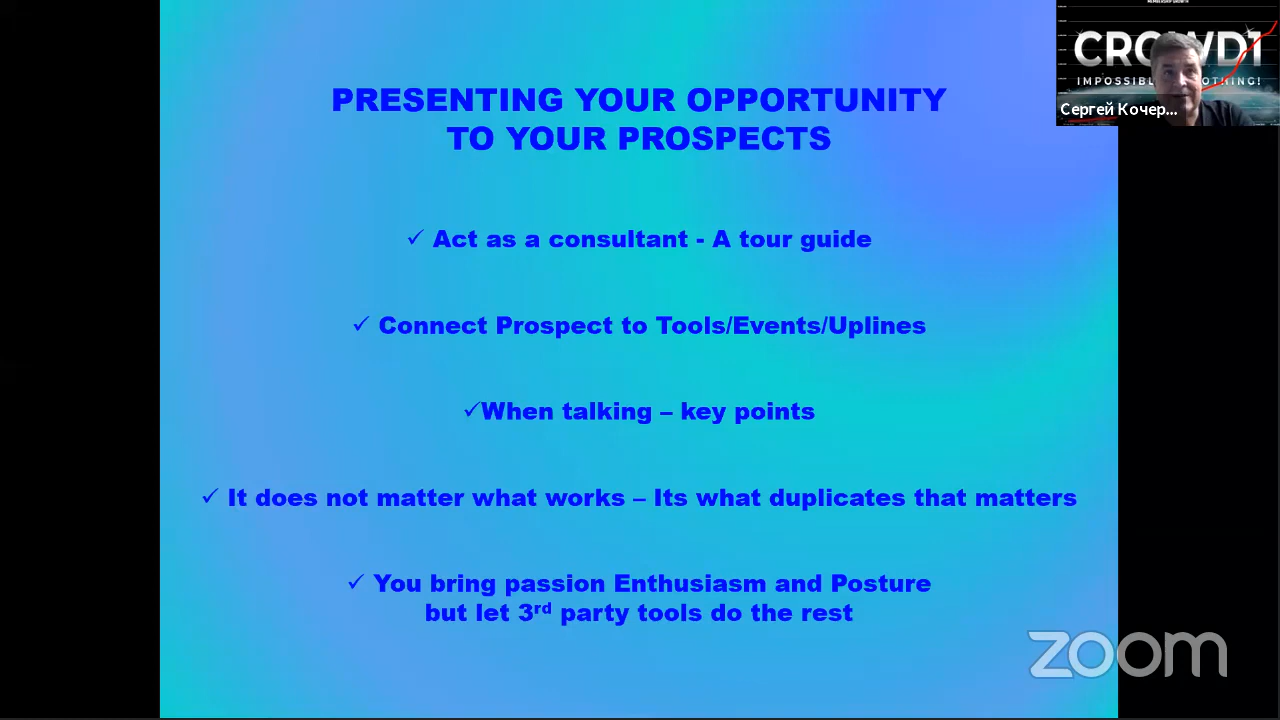 PRESENTING YOUR OPPORTUNITY
TO YOUR PROSPECTS
✓ Act as a consultant - A tour guide
✓ Connect Prospect to Tools/Events/Uplines
✓When talking – key points
✓ It does not matter what works – Its what duplicates that matters
✓ You bring passion Enthusiasm and Posture
but let 3rd party tools do the rest
MEMBERSHIP GROWTH
Сергей Кочер...
zoom